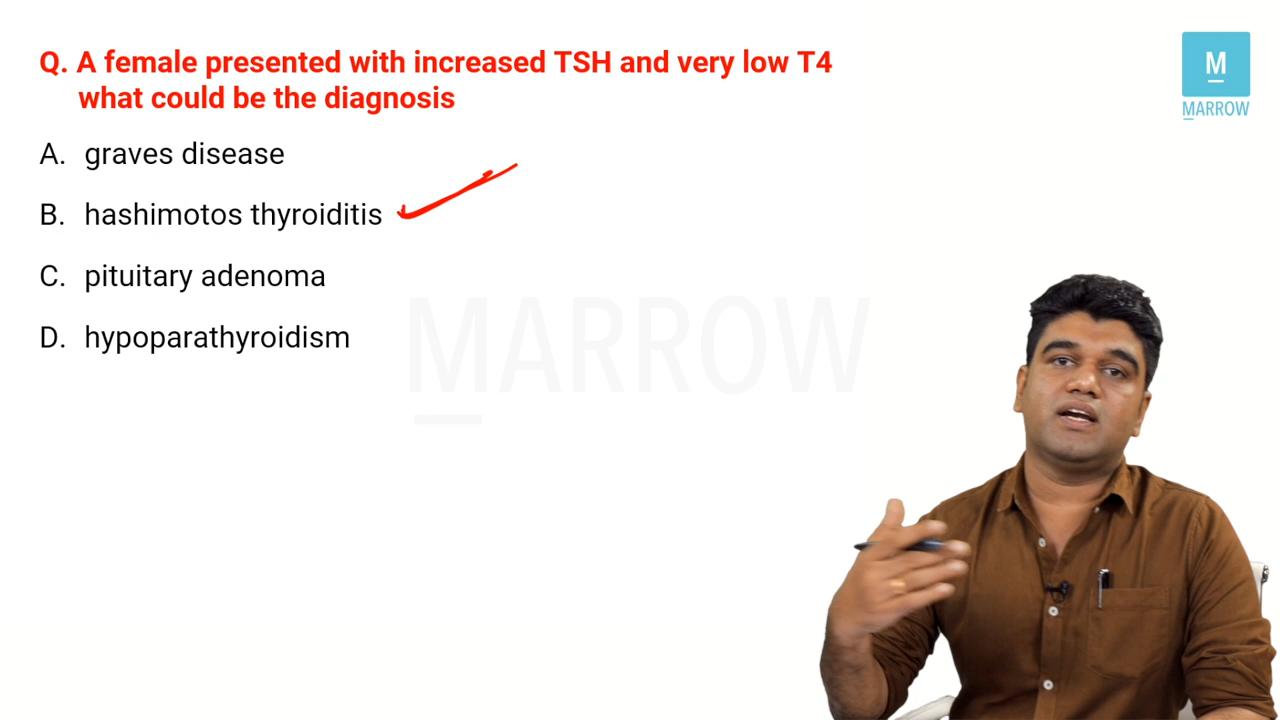 Q. A female presented with increased TSH and very low T4
what could be the diagnosis
M
MARROW
A. graves disease
B. hashimotos thyroiditis
C. pituitary adenoma
D. hypoparathyroidism
MARROW